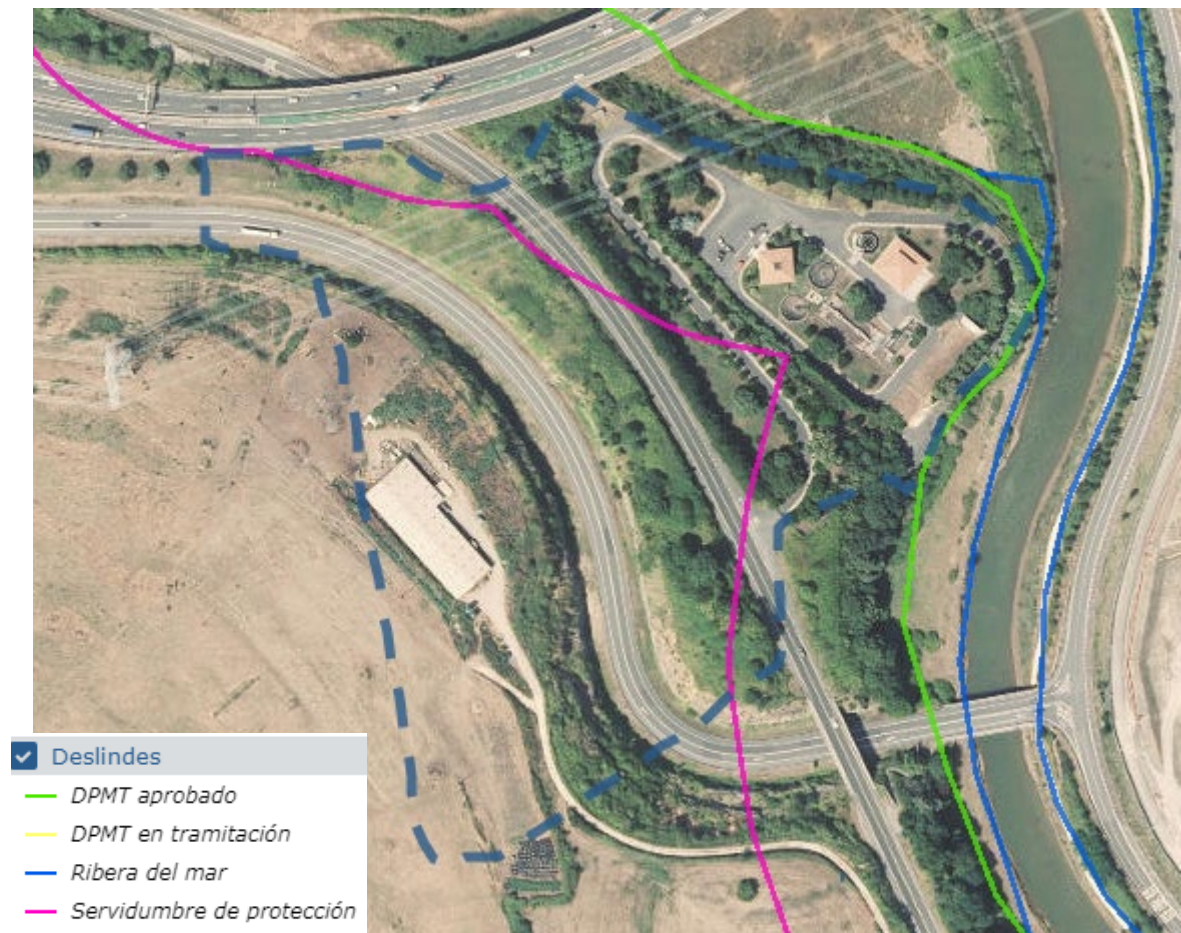 Deslindes
DPMT aprobado
DPMT en tramitación
Ribera del mar
Servidumbre de protección